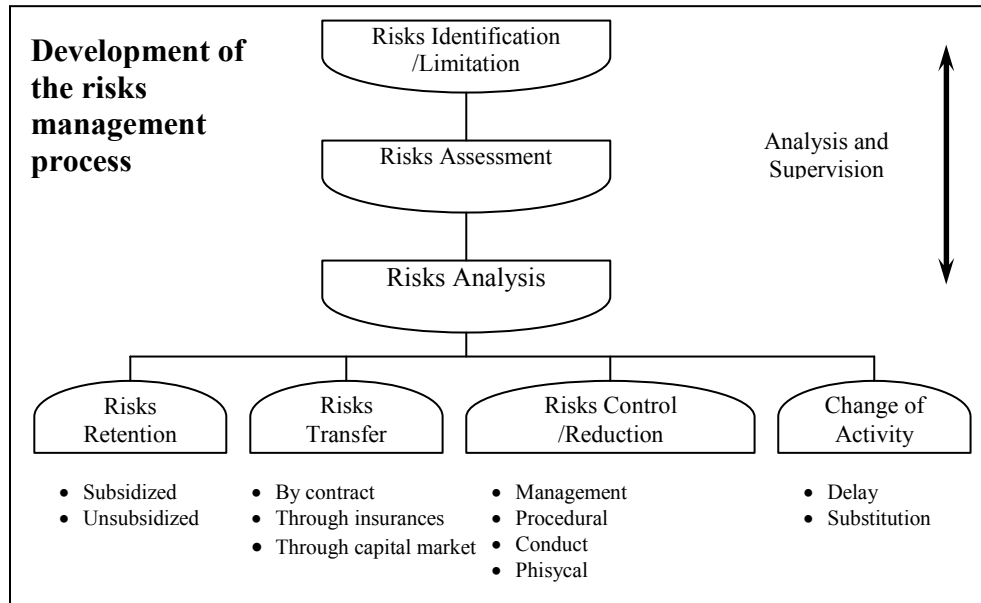 Development of
the risks
management
process
Risks Identification
/Limitation
Risks Assessment
Analysis and
Supervision
Risks Analysis
Risks
Retention
Risks
Transfer
Risks Control
/Reduction
Change of
Activity
• Subsidized
• Unsubsidized
• By contract
• Through insurances
• Through capital market
• Management
• Procedural
• Conduct
• Phisycal
• Delay
• Substitution